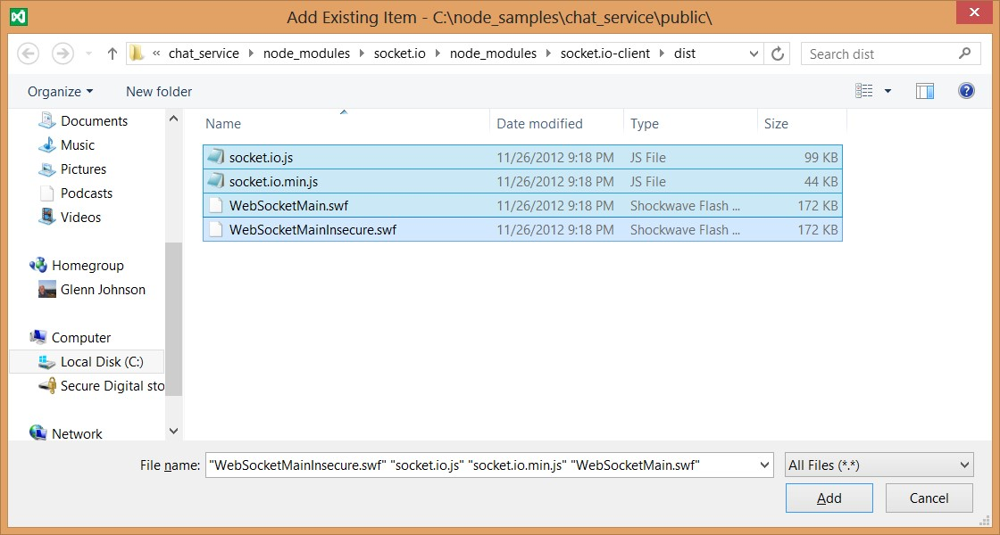 Add Existing Item - C:\node_samples\chat_service\public\
« chat_service node_modules socket.io node_modules socket.io-client dist Search dist
Organize New folder
Documents
Music
Pictures
Podcasts
Videos
Homegroup
Glenn Johnson
Computer
Local Disk (C:)
Secure Digital sto
Network
Name Date modified Type Size
socket.io.js 11/26/2012 9:18 PM JS File 99 KB
socket.io.min.js 11/26/2012 9:18 PM JS File 44 KB
WebSocketMain.swf 11/26/2012 9:18 PM Shockwave Flash ... 172 KB
WebSocketMainInsecure.swf 11/26/2012 9:18 PM Shockwave Flash ... 172 KB
File name: "WebSocketMainInsecure.swf" "socket.io.js" "socket.io.min.js" "WebSocketMain.swf" All Files (*.*)
Add Cancel